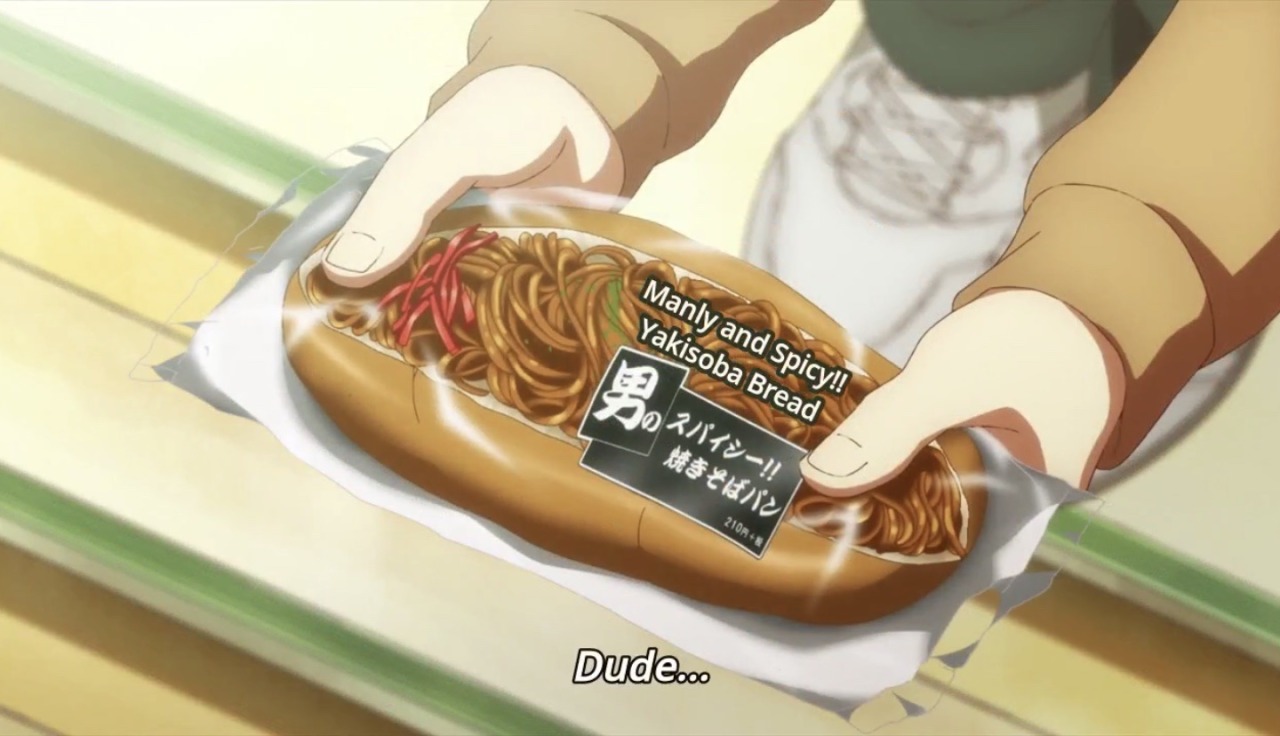 Manly and Spicy!!
Yakisoba Bread
男の
スパイシー!!
焼きそばパン
210円+税
Dude...